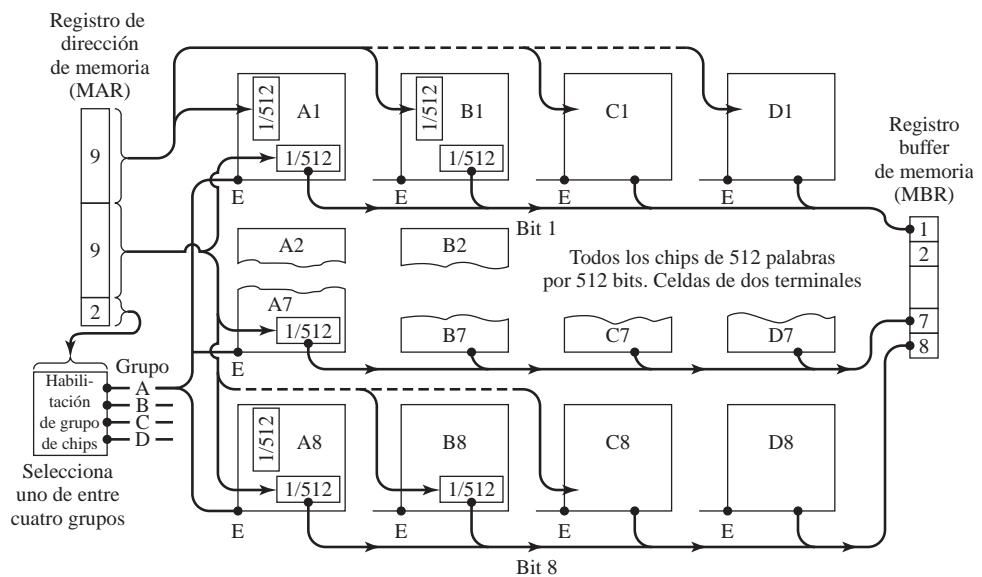 Registro de
dirección
de memoria
(MAR)
9
9
2
1/512
A1
1/512
E
1/512
B1
1/512
E
C1
E
D1
E
Bit 1
Registro
buffer
de memoria
(MBR)
1
2
7
8
A2
B2
Todos los chips de 512 palabras
por 512 bits. Celdas de dos terminales
A7
1/512
E
B7
C7
D7
Grupo
Habili-
tación
de grupo
de chips
A
B
C
D
Selecciona
uno de entre
cuatro grupos
1/512
A8
1/512
E
B8
1/512
E
C8
E
D8
E
Bit 8